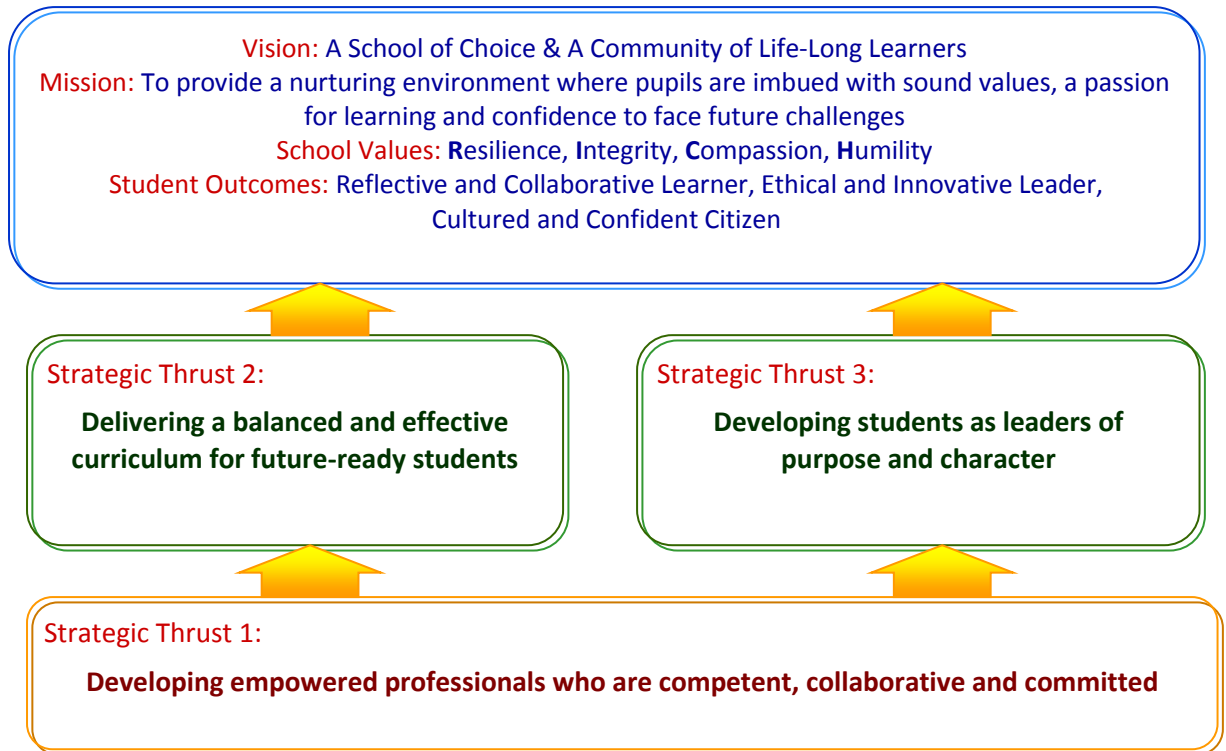 Vision: A School of Choice & A Community of Life-Long Learners
Mission: To provide a nurturing environment where pupils are imbued with sound values, a passion
for learning and confidence to face future challenges
School Values: Resilience, Integrity, Compassion, Humility
Student Outcomes: Reflective and Collaborative Learner, Ethical and Innovative Leader,
Cultured and Confident Citizen
Strategic Thrust 2:
Delivering a balanced and effective
curriculum for future-ready students
Strategic Thrust 3:
Developing students as leaders of
purpose and character
Strategic Thrust 1:
Developing empowered professionals who are competent, collaborative and committed